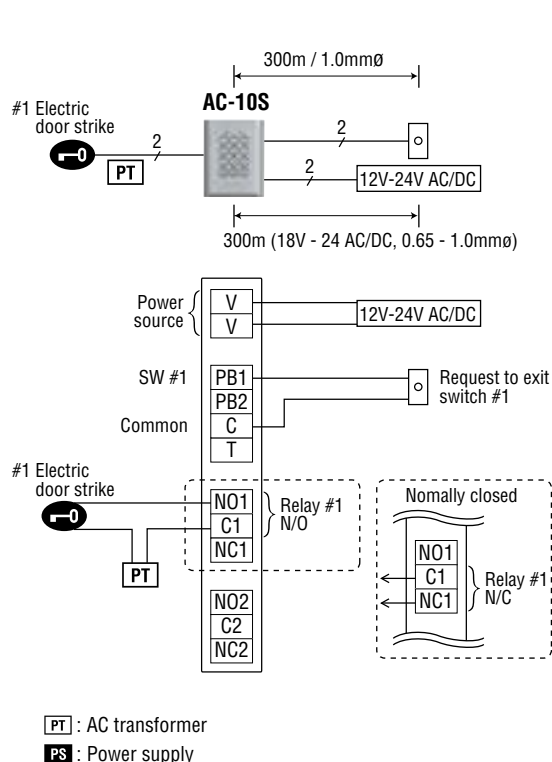 300m / 1.0mmø
AC-10S
#1 Electric
door strike
2
PT
2
2
12V-24V AC/DC
300m (18V - 24 AC/DC, 0.65 - 1.0mmø)
Power
source
V
V
12V-24V AC/DC
SW #1
PB1
PB2
Common
C
T
Request to exit
switch #1
#1 Electric
door strike
PT
NO1
C1
NC1
Relay #1
N/O
NO2
C2
NC2
Nomally closed
NO1
C1
NC1
Relay #1
N/C
PT : AC transformer
PS : Power supply